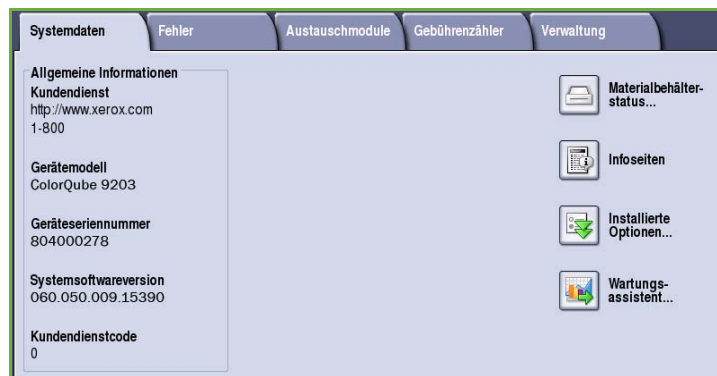 Systemdaten
Fehler
Austauschmodule
Gebührenzähler
Verwaltung
Allgemeine Informationen
Kundendienst
http://www.xerox.com
1-800
Gerätemodell
ColorQube 9203
Geräteseriennummer
804000278
Systemsoftwareversion
060.050.009.15390
Kundendienstcode
0
Materialbehälter-
status...
Infoseiten
Installierte
Optionen...
Wartungs-
assistent...